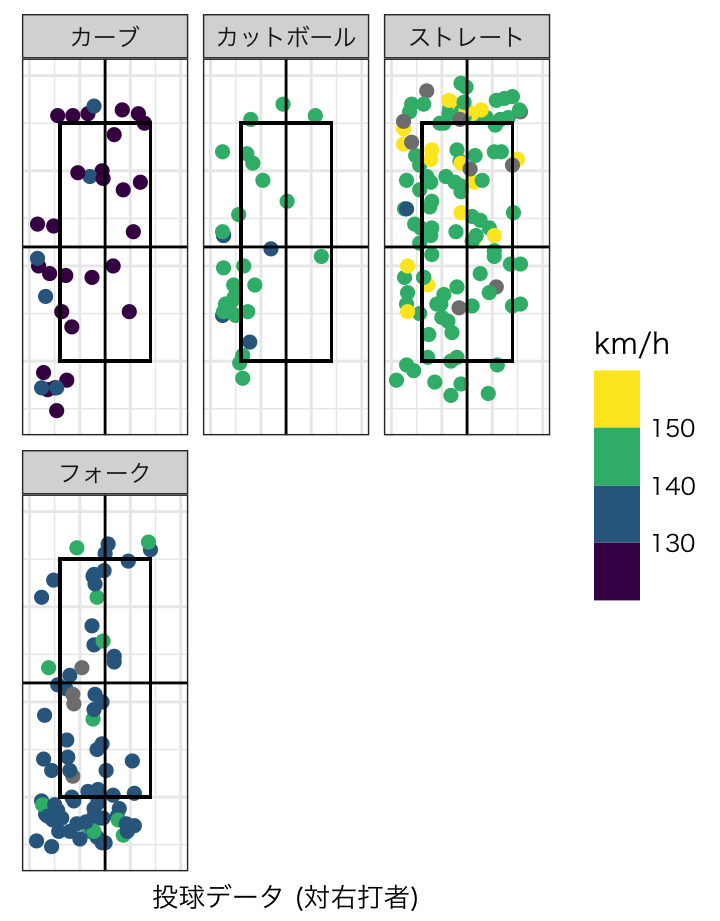 カーブ
カットボール
ストレート
フォーク
km/h
150
140
130
投球データ (対右打者)